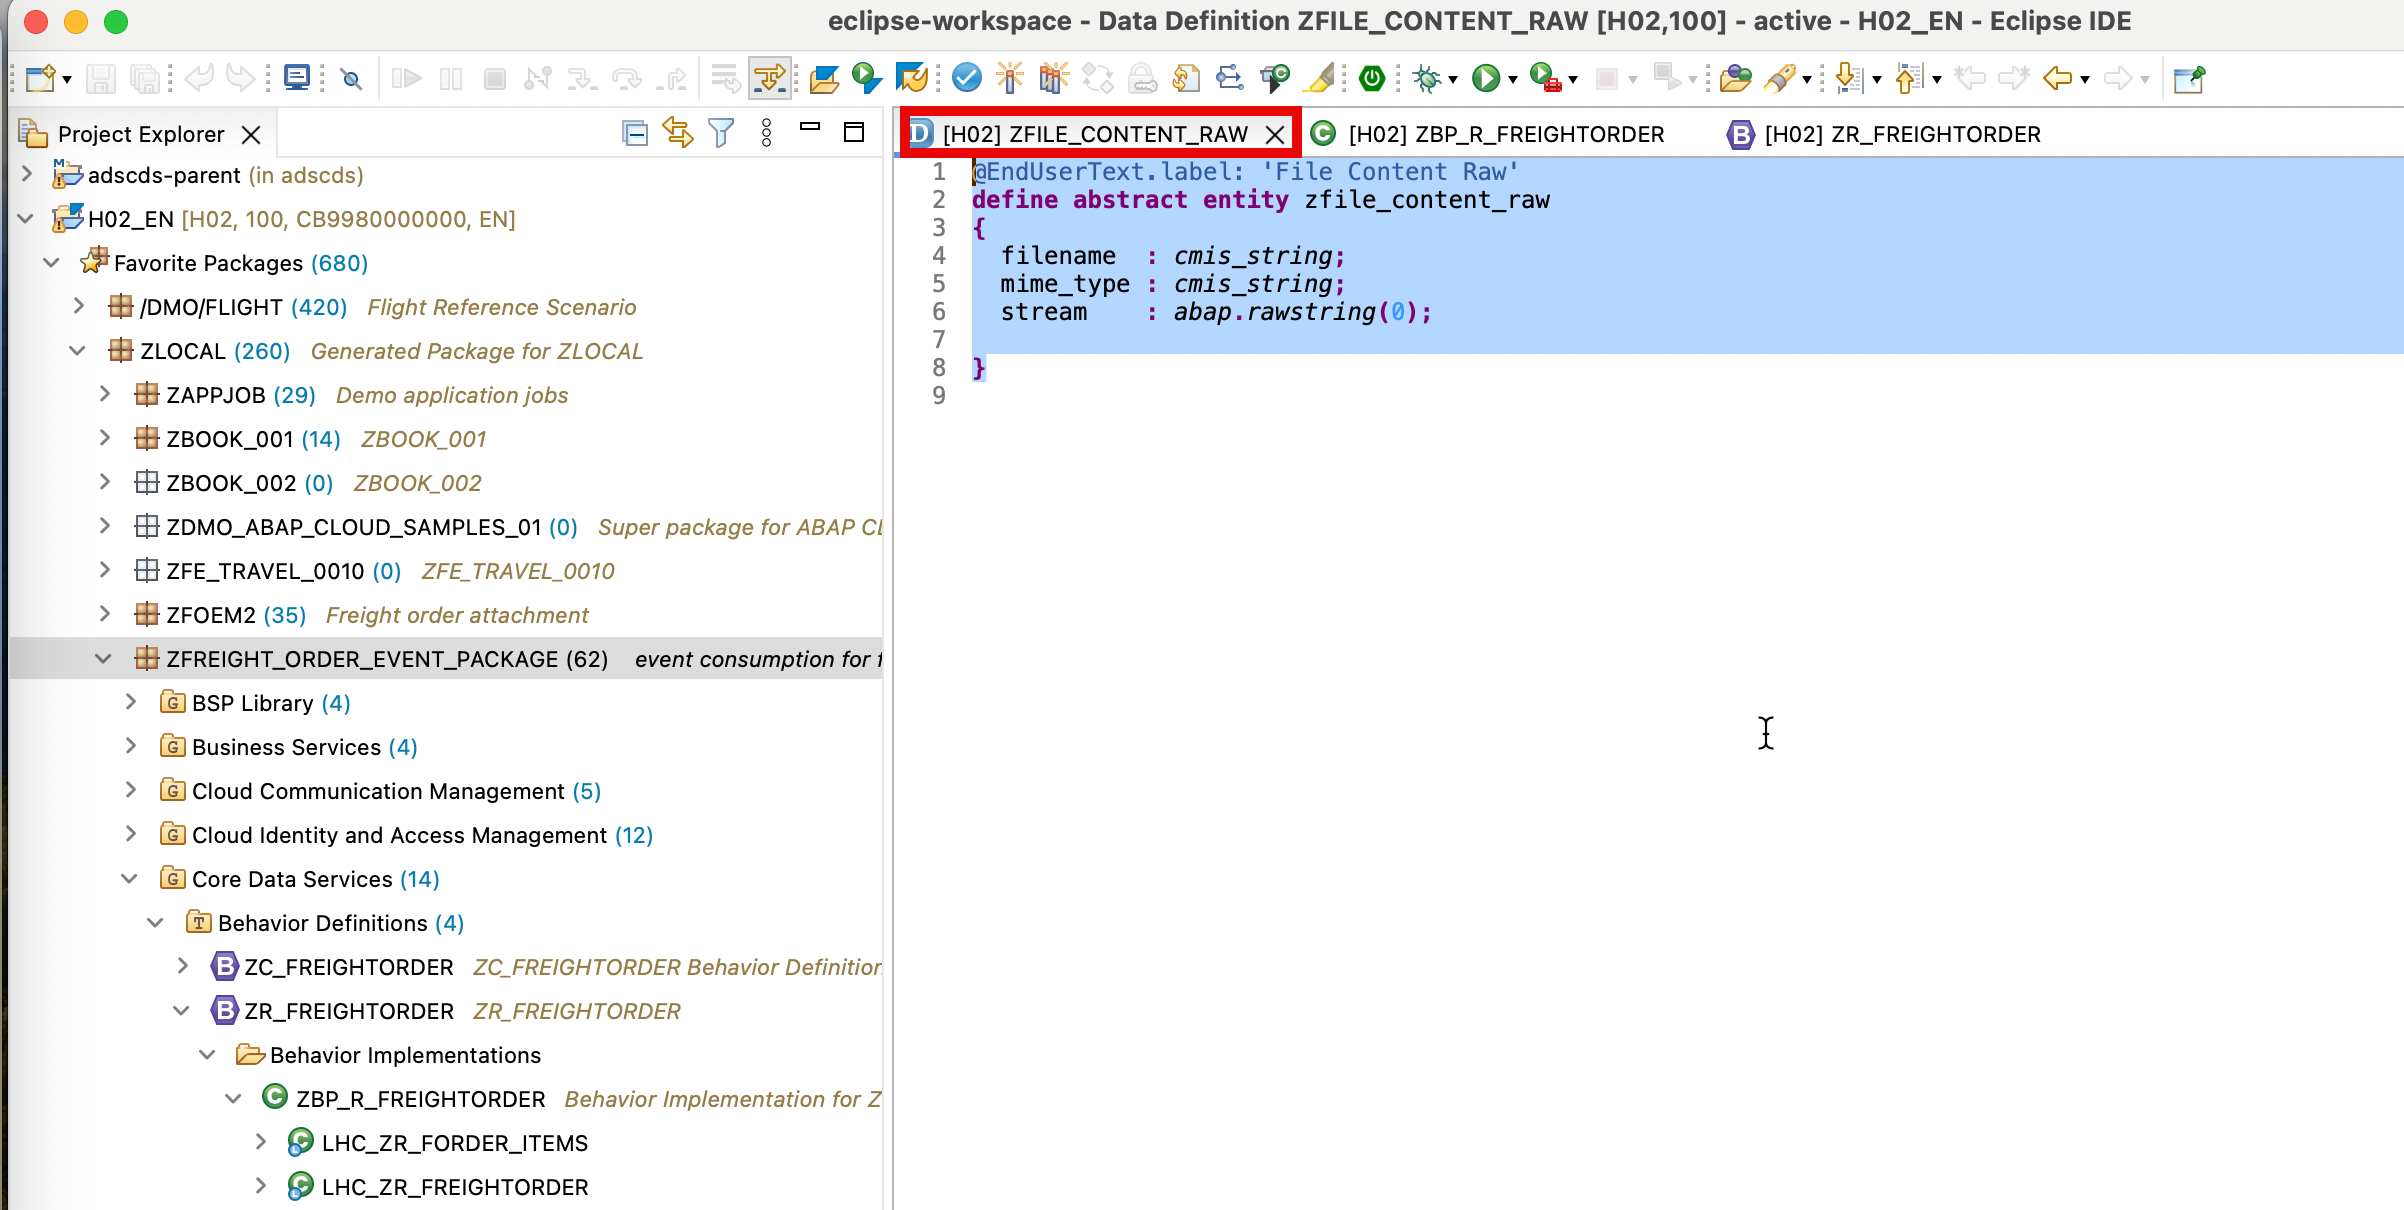 eclipse-workspace - Data Definition ZFILE_CONTENT_RAW [H02,100] - active - H02_EN - Eclipse IDE
Project Explorer
adscds-parent (in adscds)
H02_EN [H02, 100, CB9980000000, EN]
Favorite Packages (680)
/DMO/FLIGHT (420) Flight Reference Scenario
ZLOCAL (260) Generated Package for ZLOCAL
ZAPPJOB (29) Demo application jobs
ZBOOK_001 (14) ZBOOK_001
ZBOOK_002 (0) ZBOOK_002
ZDMO_ABAP_CLOUD_SAMPLES_01 (0) Super package for ABAP
ZFE_TRAVEL_0010 (0) ZFE_TRAVEL_0010
ZFOEM2 (35) Freight order attachment
ZFREIGHT_ORDER_EVENT_PACKAGE (62) event consumption for
BSP Library (4)
Business Services (4)
Cloud Communication Management (5)
Cloud Identity and Access Management (12)
Core Data Services (14)
Behavior Definitions (4)
ZC_FREIGHTORDER ZC_FREIGHTORDER Behavior Definition
ZR_FREIGHTORDER ZR_FREIGHTORDER
Behavior Implementations
ZBP_R_FREIGHTORDER Behavior Implementation for Z
LHC_ZR_FORDER_ITEMS
LHC_ZR_FREIGHTORDER
[H02] ZFILE_CONTENT_RAW
[H02] ZBP_R_FREIGHTORDER
[H02] ZR_FREIGHTORDER
1 @EndUserText.label: 'File Content Raw'
2 define abstract entity zfile_content_raw
3 {
4 filename : cmis_string;
5 mime_type : cmis_string;
6 stream : abap.rawstring(0);
7
8 }
9